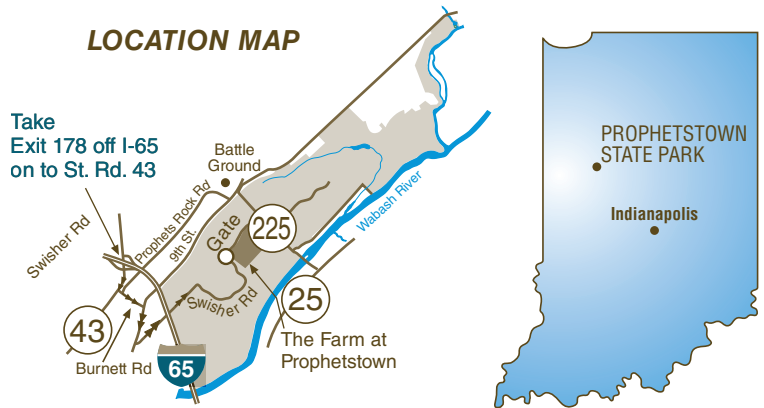 LOCATION MAP
Take
Exit 178 off I-65
on to St. Rd. 43
Battle
Ground
Prophets Rock Rd
9th St.
Swisher Rd
Gate
225
Wabash River
Swisher Rd
25
43
Burnett Rd
65
The Farm at
Prophetstown
PROPHETSTOWN
STATE PARK
Indianapolis